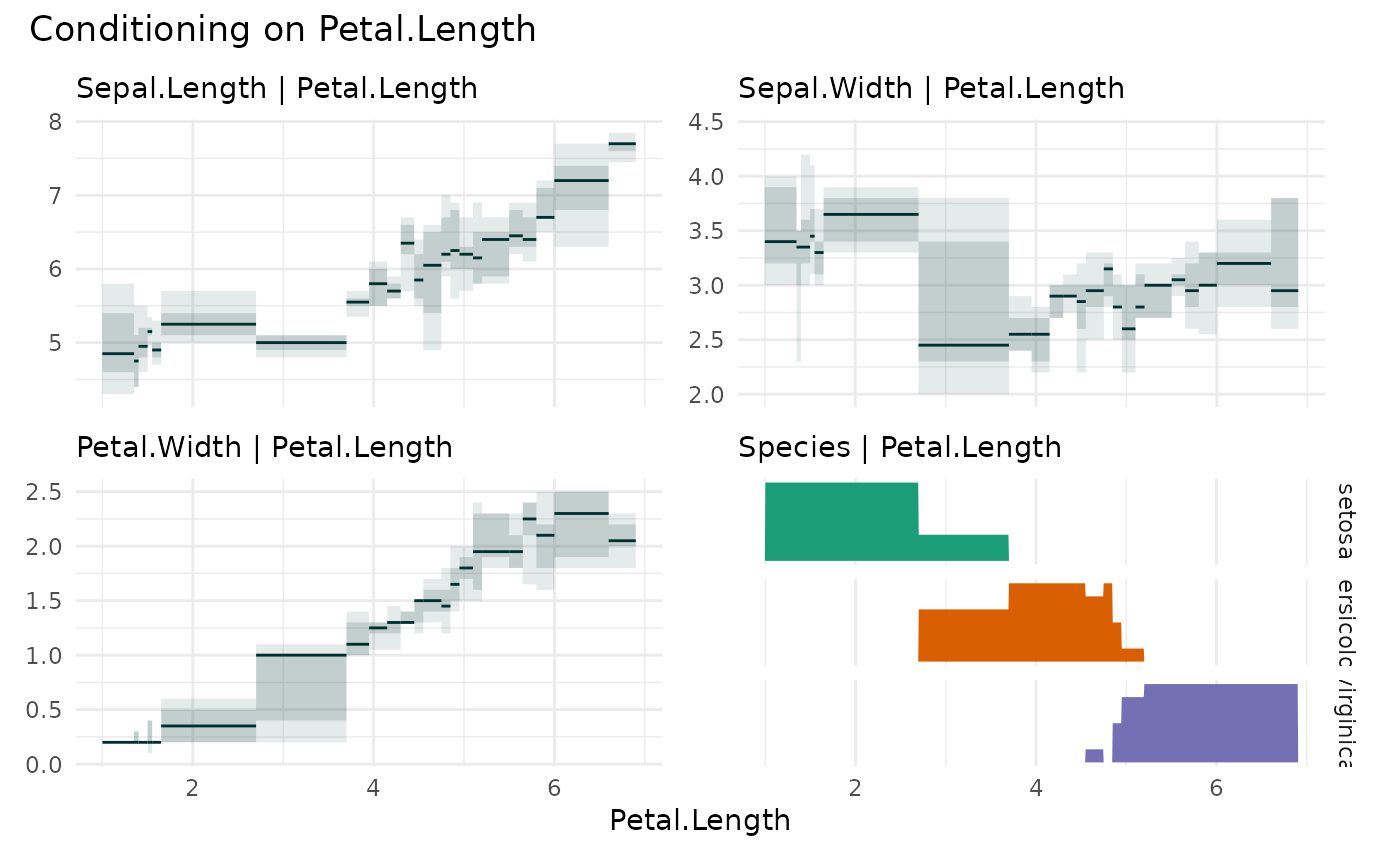 Conditioning on Petal.Length
Sepal.Length | Petal.Length
8
7
6
5
Sepal.Width | Petal.Length
4.5
4.0
3.5
3.0
2.5
2.0
Petal.Width | Petal.Length
2.5
2.0
1.5
1.0
0.5
0.0
2 4 6
Species | Petal.Length
setosa
ersicolc
irginica
2 4 6
Petal.Length